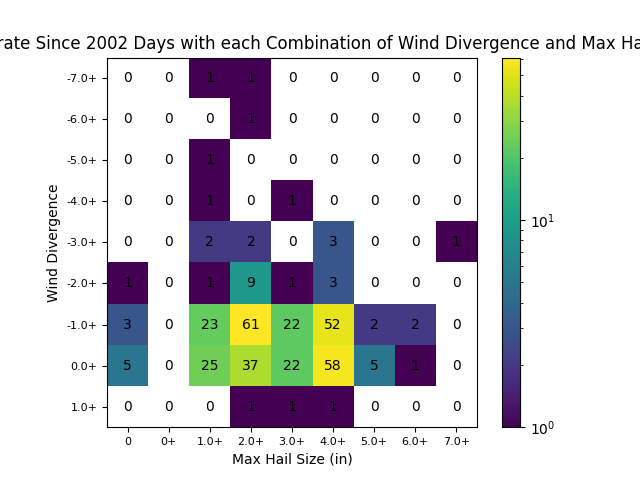 rate Since 2002 Days with each Combination of Wind Divergence and Max Ha
-7.0+ 0 0 1 1 0 0 0 0 0
-6.0+ 0 0 0 1 0 0 0 0 0
-5.0+ 0 0 1 0 0 0 0 0 0
-4.0+ 0 0 1 0 1 0 0 0 0
-3.0+ 0 0 2 2 0 3 0 0 1
-2.0+ 1 0 1 9 1 3 0 0 0
-1.0+ 3 0 23 61 22 52 2 2 0
0.0+ 5 0 25 37 22 58 5 1 0
1.0+ 0 0 0 1 1 1 0 0 0
0 0+ 1.0+ 2.0+ 3.0+ 4.0+ 5.0+ 6.0+ 7.0+
Max Hail Size (in)
Wind Divergence
10¹
10⁰